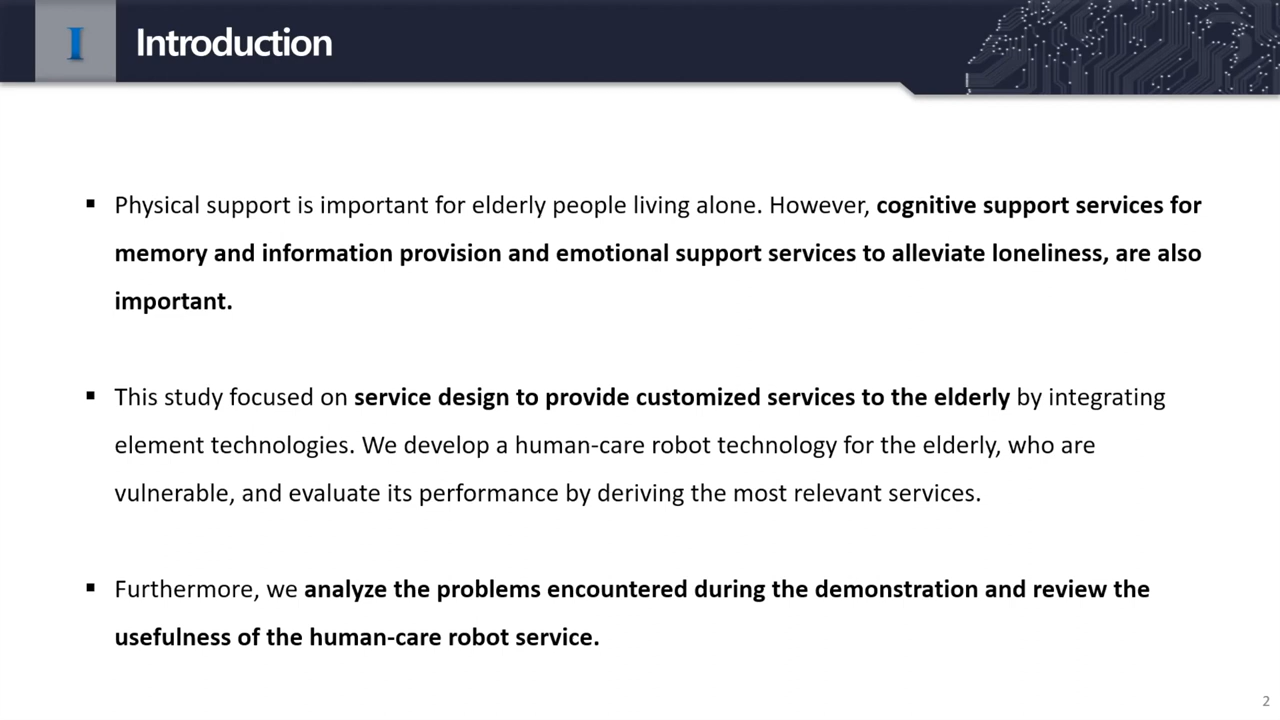 I
Introduction
▪ Physical support is important for elderly people living alone. However, cognitive support services for
memory and information provision and emotional support services to alleviate loneliness, are also
important.
▪ This study focused on service design to provide customized services to the elderly by integrating
element technologies. We develop a human-care robot technology for the elderly, who are
vulnerable, and evaluate its performance by deriving the most relevant services.
▪ Furthermore, we analyze the problems encountered during the demonstration and review the
usefulness of the human-care robot service.
2